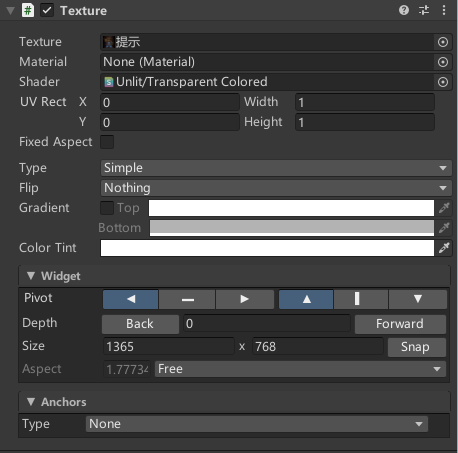 Texture
Texture 提示
Material None (Material)
Shader Unlit/Transparent Colored
UV Rect X 0 Width 1
Y 0 Height 1
Fixed Aspect
Type Simple
Flip Nothing
Gradient Top
Bottom
Color Tint
Widget
Pivot
Depth Back 0 Forward
Size 1365 x 768 Snap
Aspect 1.77734 Free
Anchors
Type None